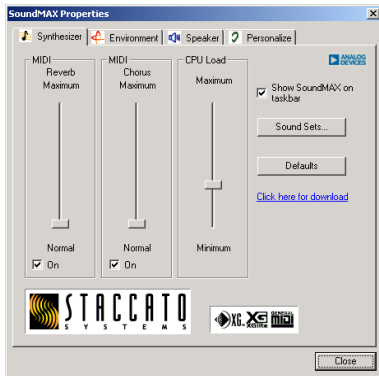 SoundMAX Properties
Synthesizer Environment Speaker Personalize
MIDI
Reverb
Maximum
Normal
On
MIDI
Chorus
Maximum
Normal
On
CPU Load
Maximum
Minimum
ANALOG
DEVICES
Show SoundMAX on
taskbar
Sound Sets...
Defaults
Click here for download
STACCATO
SYSTEMS
XG
XG
XGlite
GENERAL
MIDI
Close